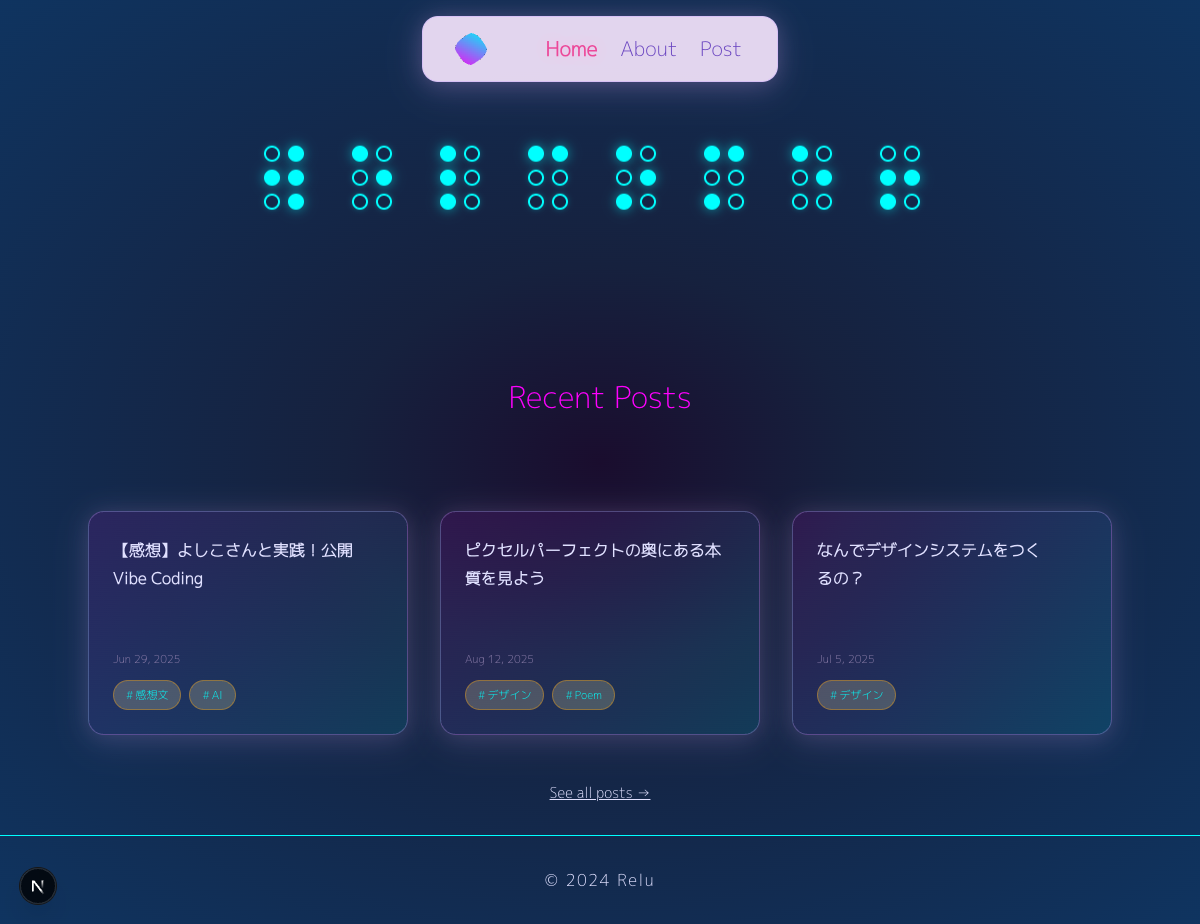 Home About Post
⠺⠑⠇⠉⠕⠍⠑⠖
Recent Posts
【感想】よしこさんと実践！公開
Vibe Coding
Jun 29, 2025
#感想文 #AI
ピクセルパーフェクトの奥にある本
質を見よう
Aug 12, 2025
#デザイン #Poem
なんでデザインシステムをつく
るの？
Jul 5, 2025
#デザイン
See all posts →
© 2024 Relu
N